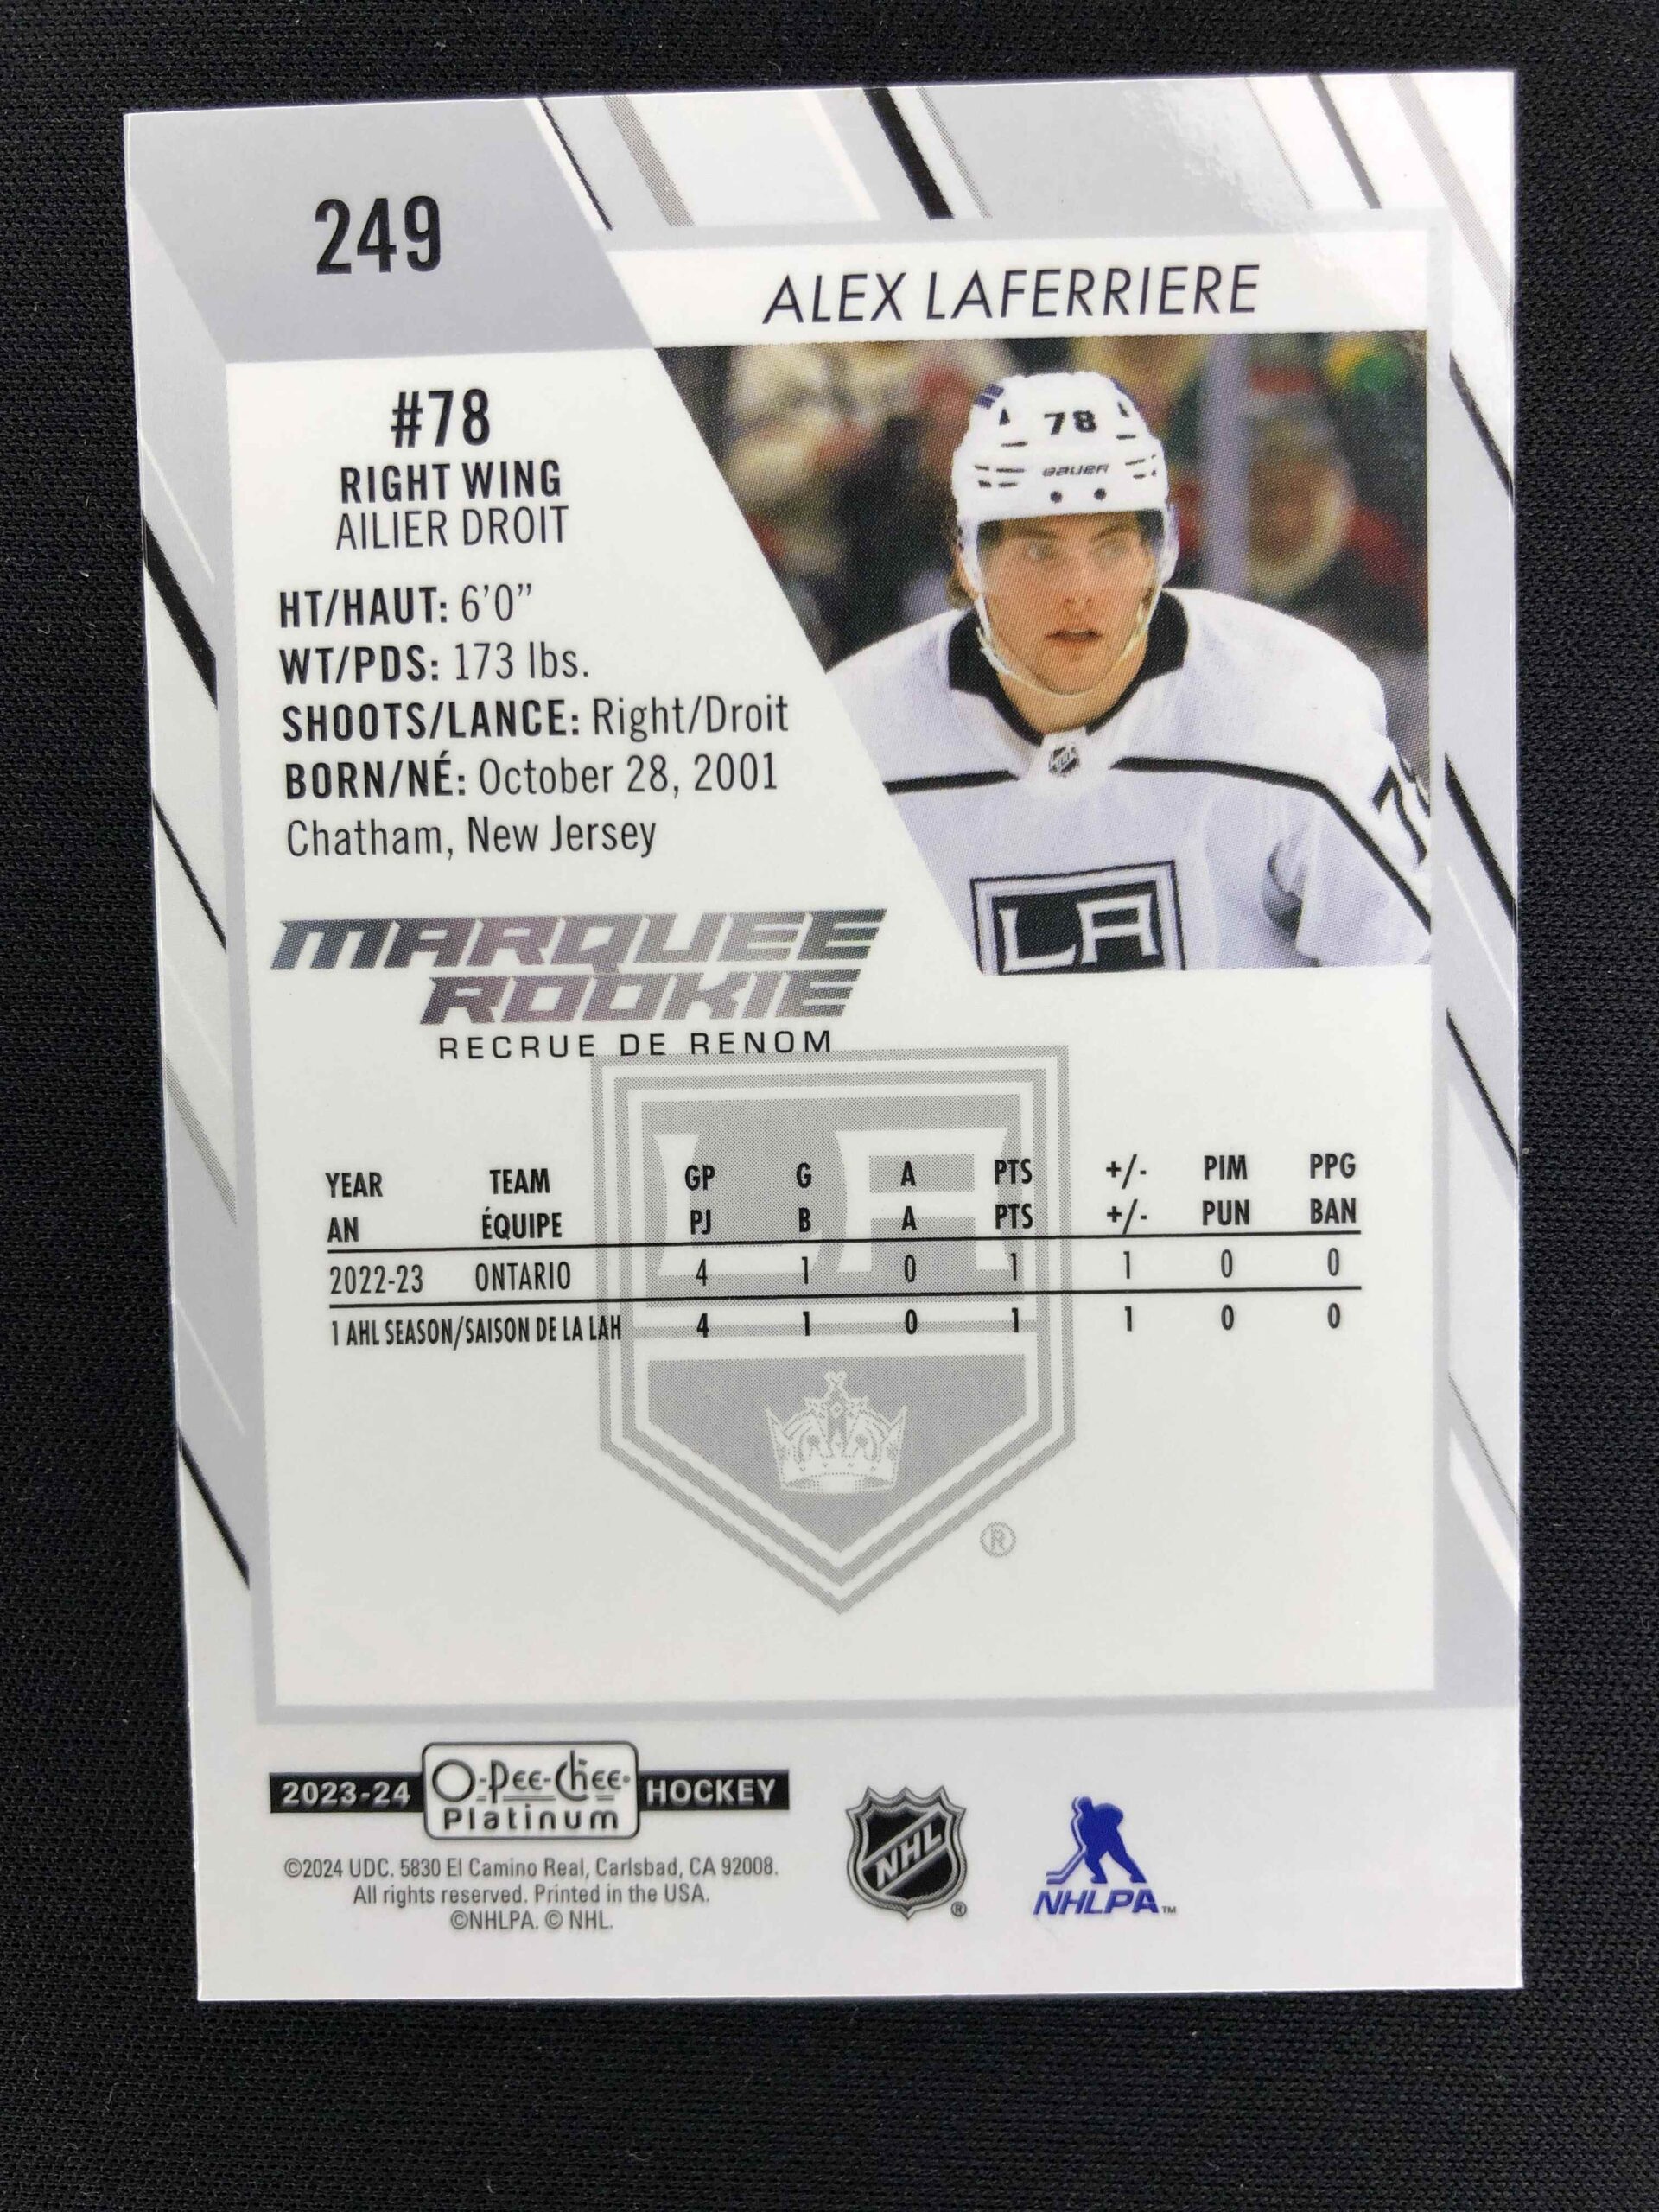 249
ALEX LAFERRIERE
#78
RIGHT WING
AILIER DROIT
HT/HAUT: 6'0"
WT/PDS: 173 lbs.
SHOOTS/LANCE: Right/Droit
BORN/NÉ: October 28, 2001
Chatham, New Jersey
78
BAUER
78
LA
MARQUEE
ROOKIE
RECRUE DE RENOM
YEAR TEAM GP G A PTS +/- PIM PPG
AN ÉQUIPE PJ B A PTS +/- PUN BAN
2022-23 ONTARIO 4 1 0 1 1 0 0
1 AHL SEASON/SAISON DE LA LAH 4 1 0 1 1 0 0
LA
®
2023-24 O-Pee-Chee Platinum HOCKEY
©2024 UDC. 5830 El Camino Real, Carlsbad, CA 92008.
All rights reserved. Printed in the USA.
©NHLPA. © NHL.
NHL ®
NHLPA™